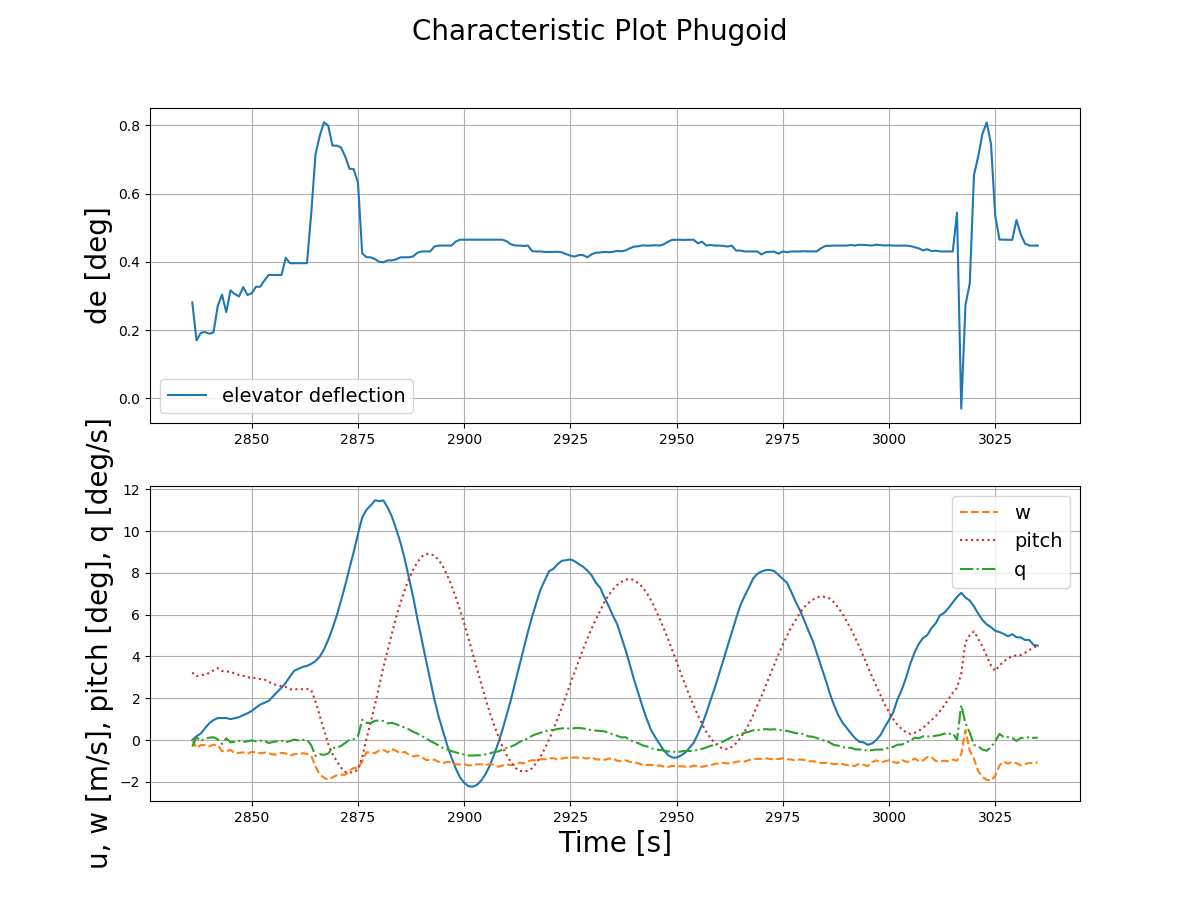 Characteristic Plot Phugoid
de [deg]
0.8
0.6
0.4
0.2
0.0
elevator deflection
2850 2875 2900 2925 2950 2975 3000 3025
u, w [m/s], pitch [deg], q [deg/s]
12
10
8
6
4
2
0
−2
w
pitch
q
2850 2875 2900 2925 2950 2975 3000 3025
Time [s]